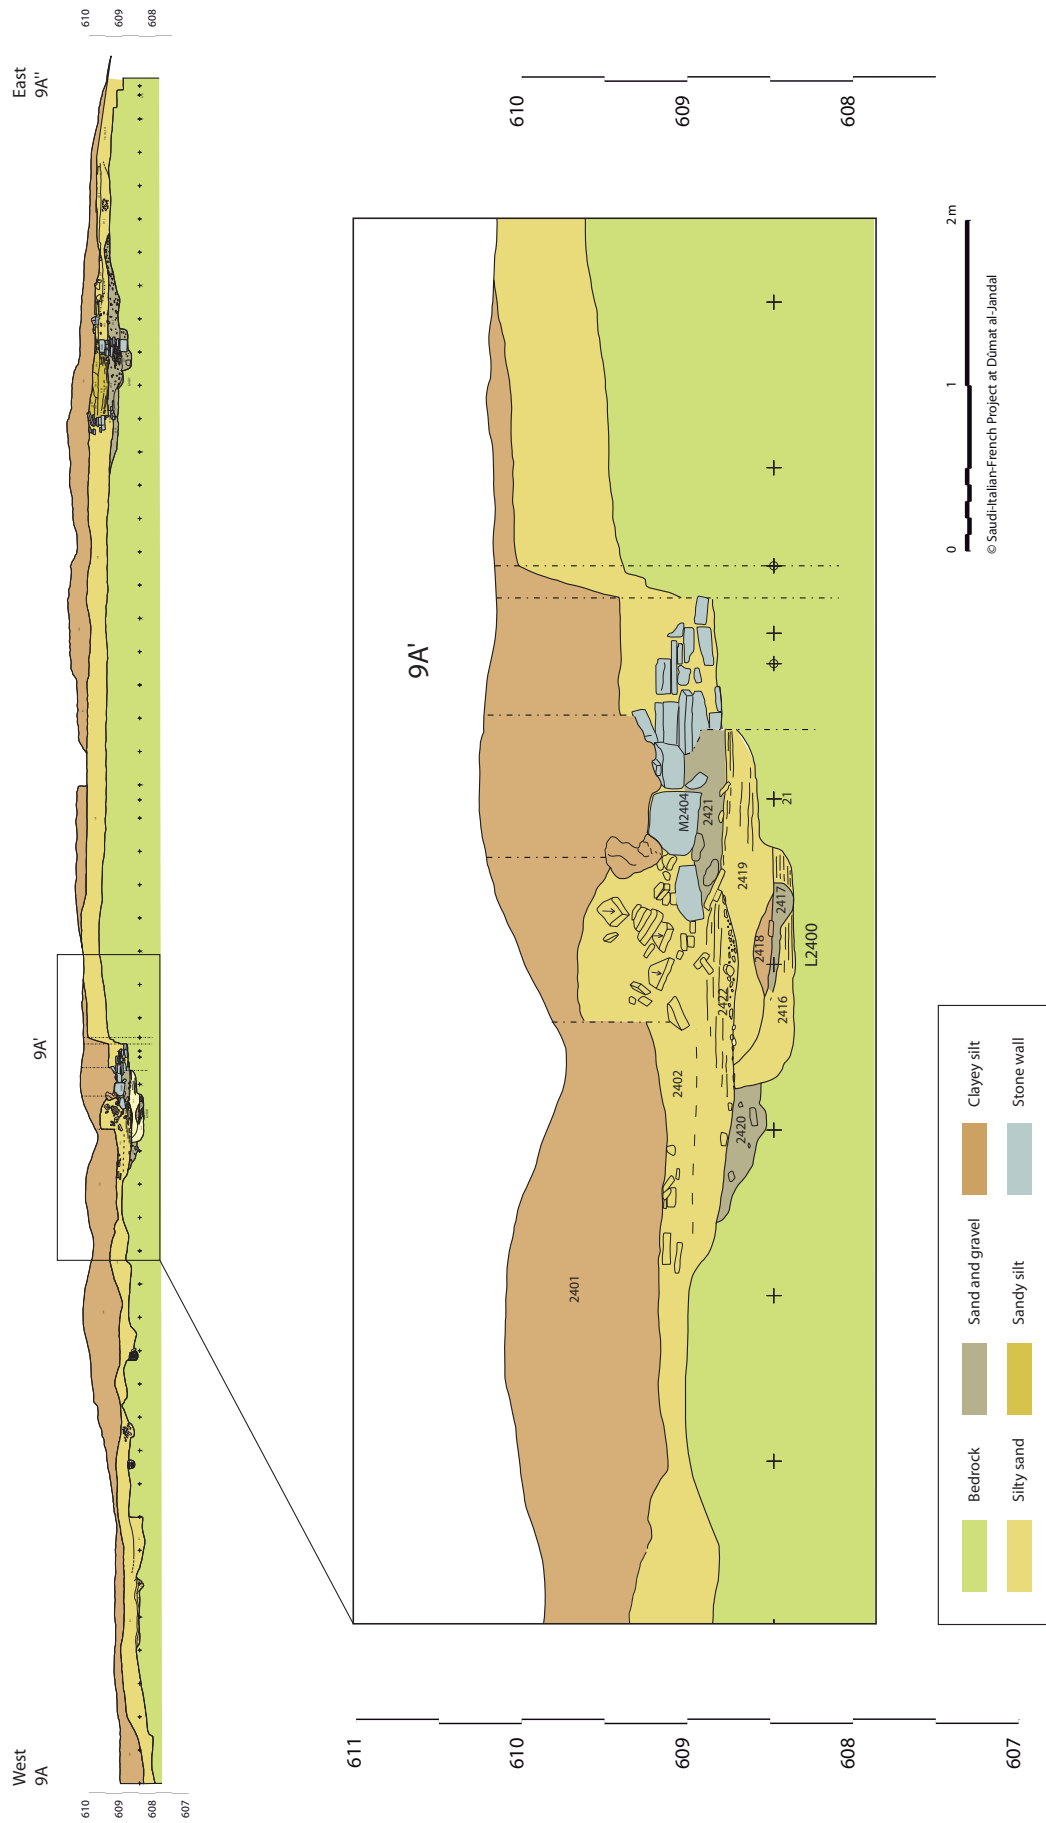 West
9A
East
9A''
610
609
608
607
610
609
608
9A'
9A'
611
610
609
608
607
610
609
608
2401
2402
2420
2422
2416
2418
2417
2419
2421
M2404
21
L2400
0
1
2 m
© Saudi-Italian-French Project at Dûmat al-Jandal
Bedrock
Sand and gravel
Clayey silt
Silty sand
Sandy silt
Stone wall